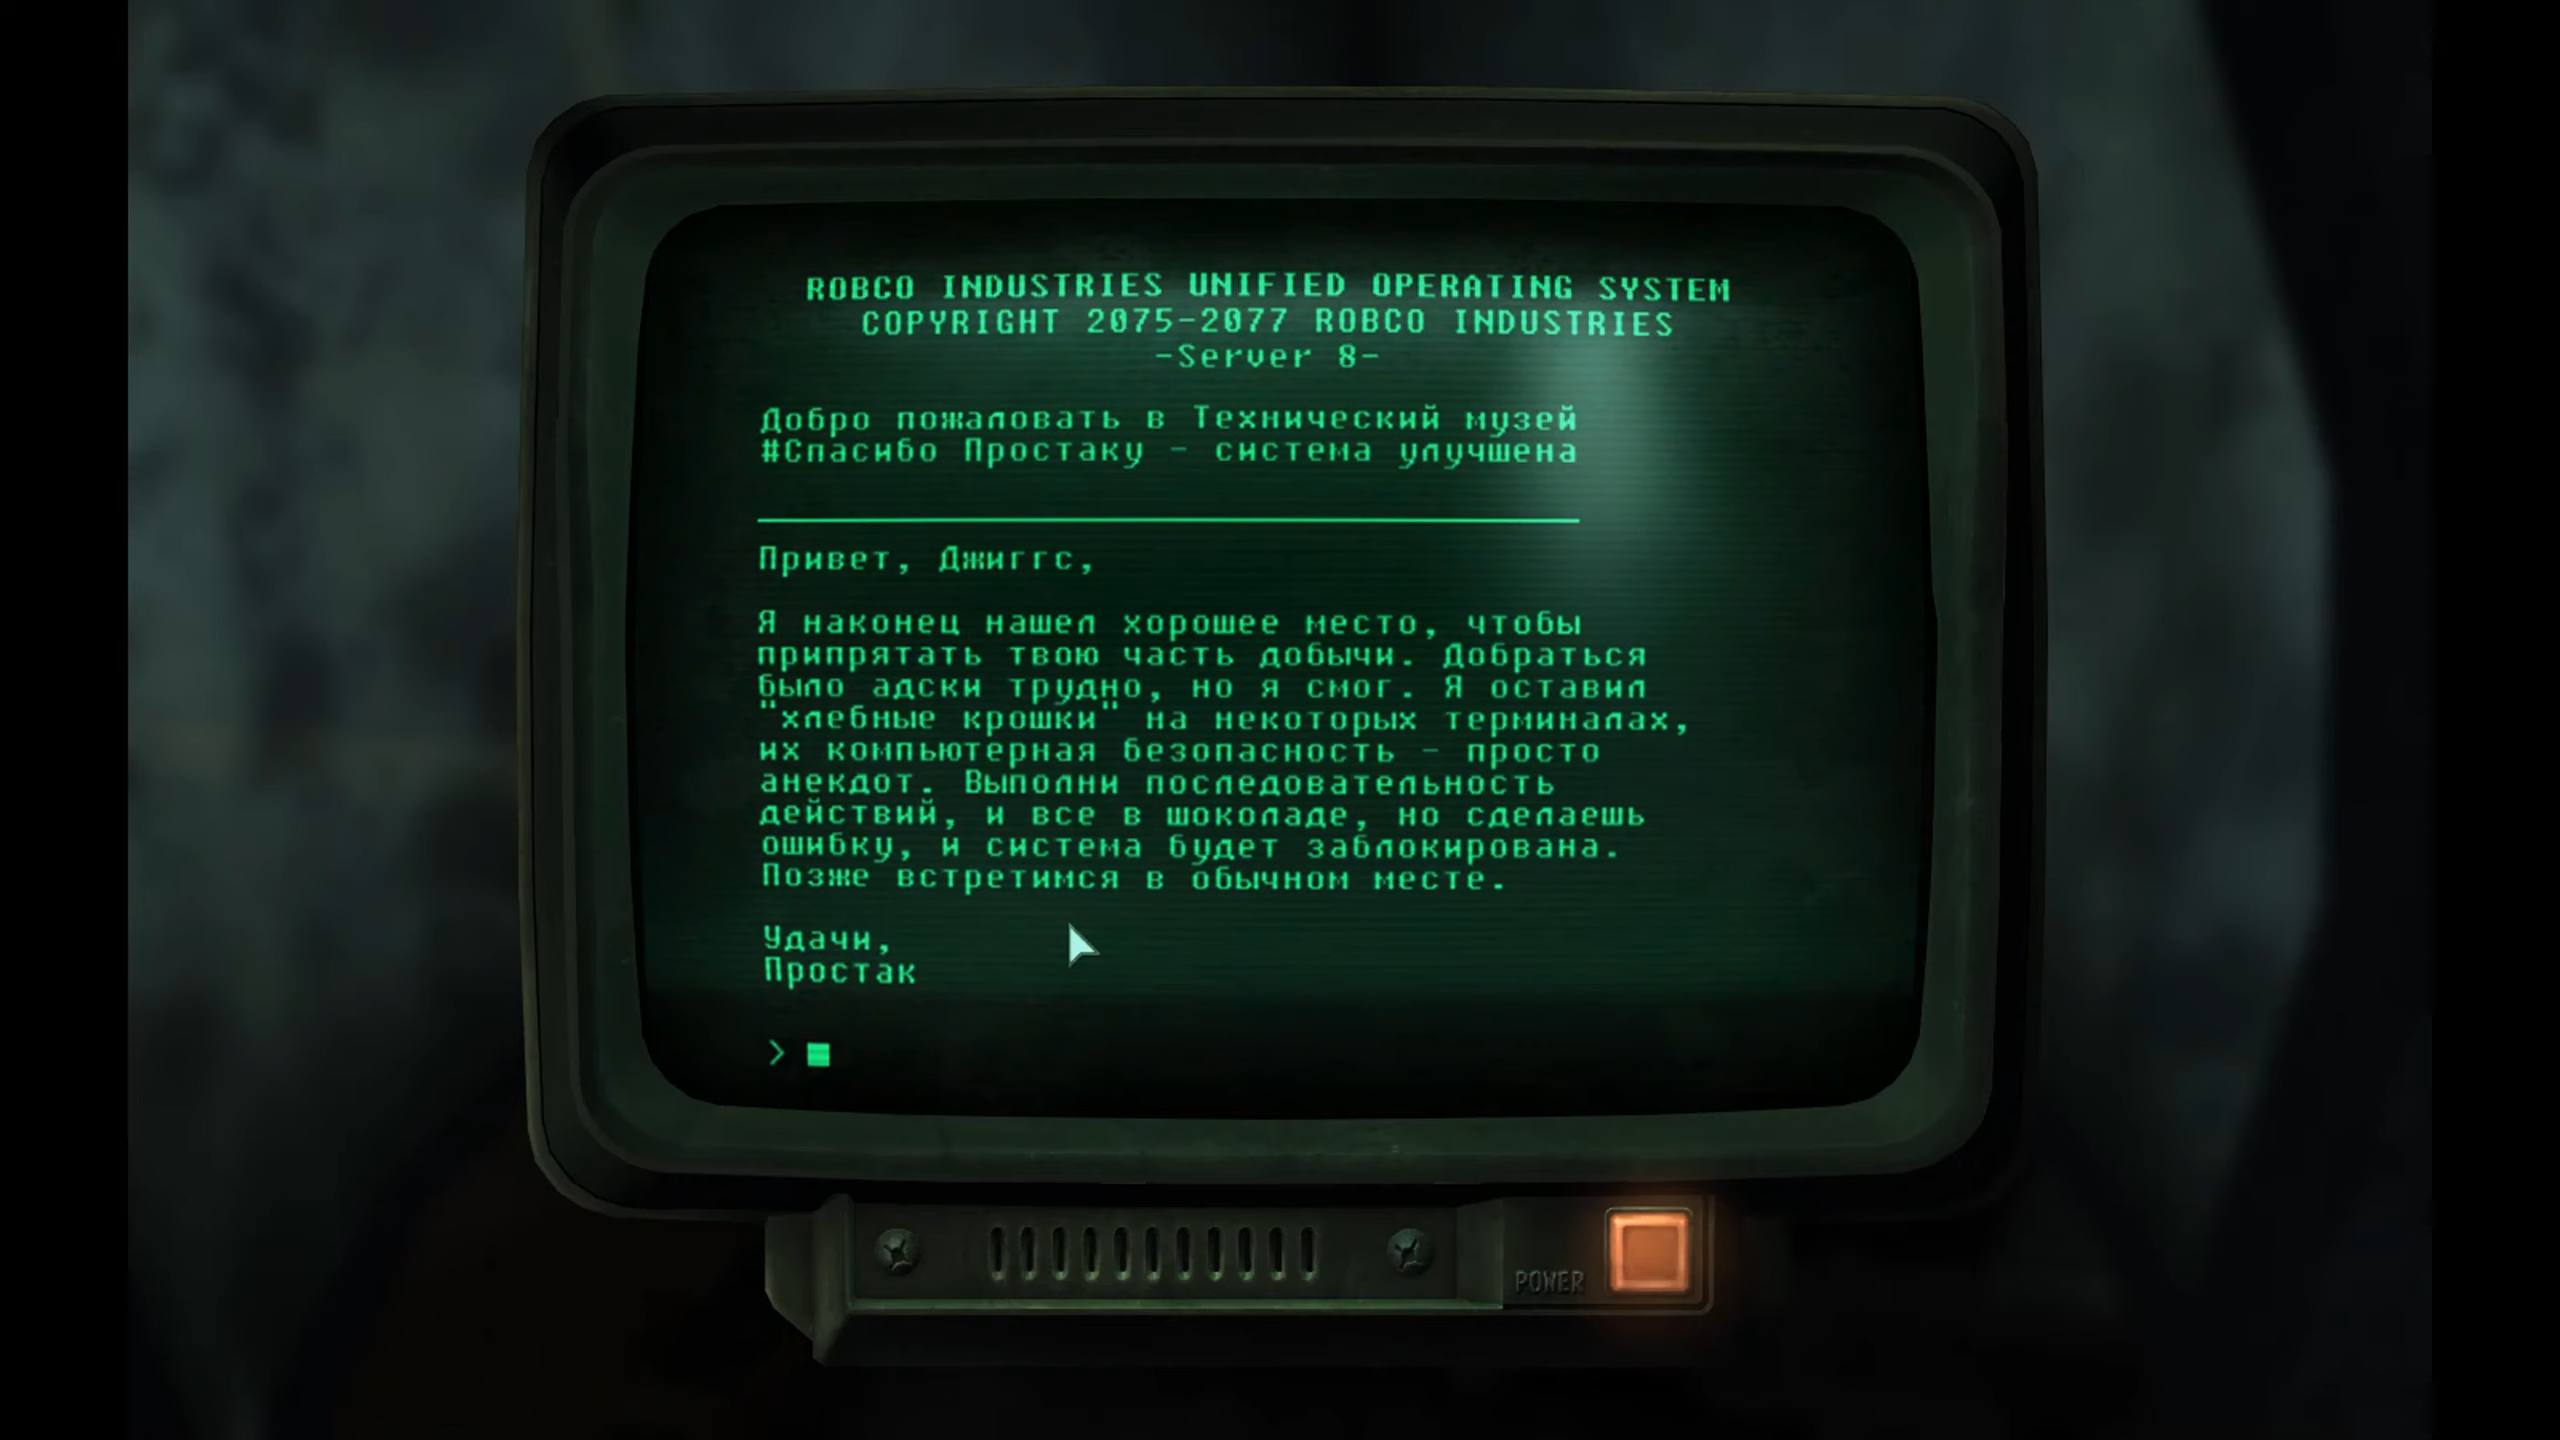 ROBCO INDUSTRIES UNIFIED OPERATING SYSTEM
COPYRIGHT 2075-2077 ROBCO INDUSTRIES
-Server 8-
Добро пожаловать в Технический музей
#Спасибо Простаку - система улучшена
Привет, Джиггс,
Я наконец нашел хорошее место, чтобы
припрятать твою часть добычи. Добраться
было адски трудно, но я смог. Я оставил
"хлебные крошки" на некоторых терминалах,
их компьютерная безопасность - просто
анекдот. Выполни последовательность
действий, и все в шоколаде, но сделаешь
ошибку, и система будет заблокирована.
Позже встретимся в обычном месте.
Удачи,
Простак
>
POWER